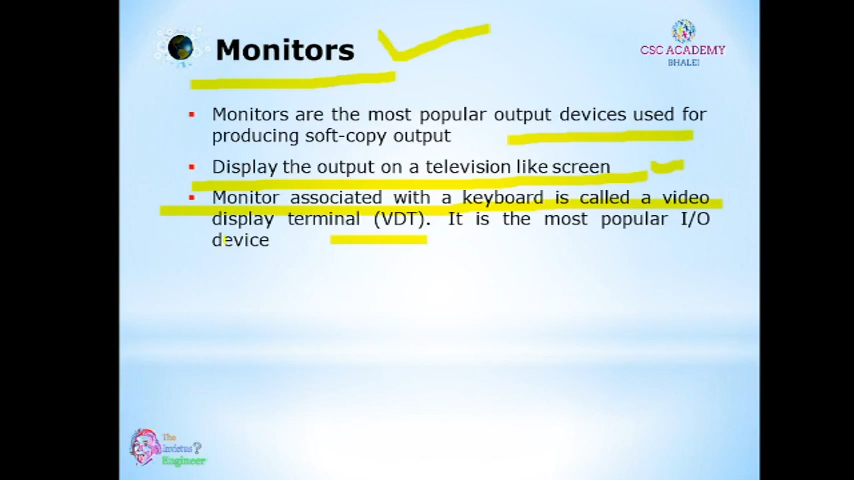 Monitors
CSC ACADEMY
BHALEI
Monitors are the most popular output devices used for
producing soft-copy output
Display the output on a television like screen
Monitor associated with a keyboard is called a video
display terminal (VDT). It is the most popular I/O
device
The
Engineer